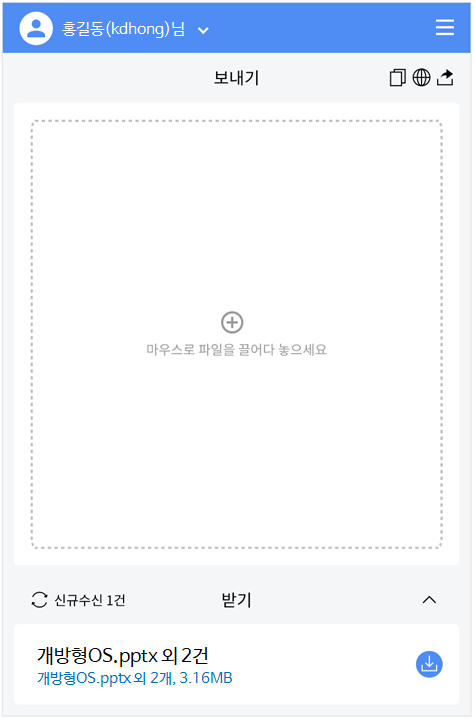 홍길동(kdhong)님
보내기
마우스로 파일을 끌어다 놓으세요
신규수신 1건
받기
개방형OS.pptx 외 2건
개방형OS.pptx 외 2개, 3.16MB